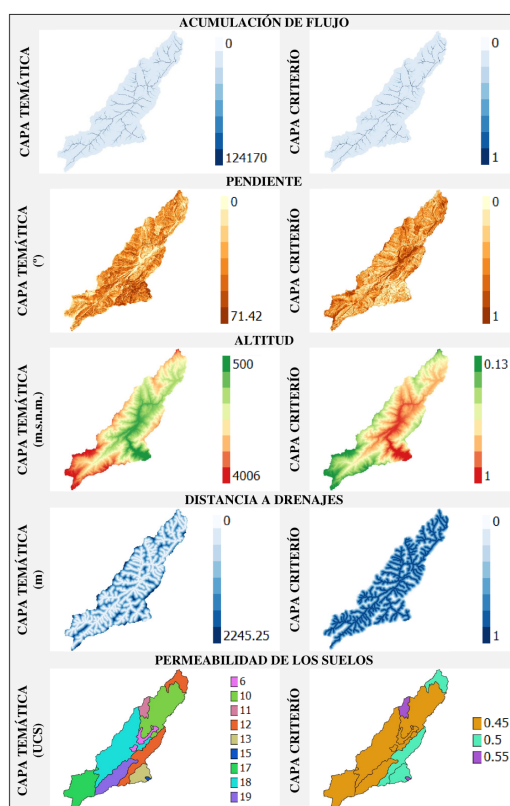 ACUMULACIÓN DE FLUJO
CAPA TEMÁTICA
0
124170
CAPA CRITERÍO
0
1
PENDIENTE
CAPA TEMÁTICA
(º)
0
71.42
CAPA CRITERÍO
0
1
ALTITUD
CAPA TEMÁTICA
(m.s.n.m.)
500
4006
CAPA CRITERÍO
0.13
1
DISTANCIA A DRENAJES
CAPA TEMÁTICA
(m)
0
2245.25
CAPA CRITERÍO
0
1
PERMEABILIDAD DE LOS SUELOS
CAPA TEMÁTICA
(UCS)
6
10
11
12
13
15
17
18
19
CAPA CRITERÍO
0.45
0.5
0.55